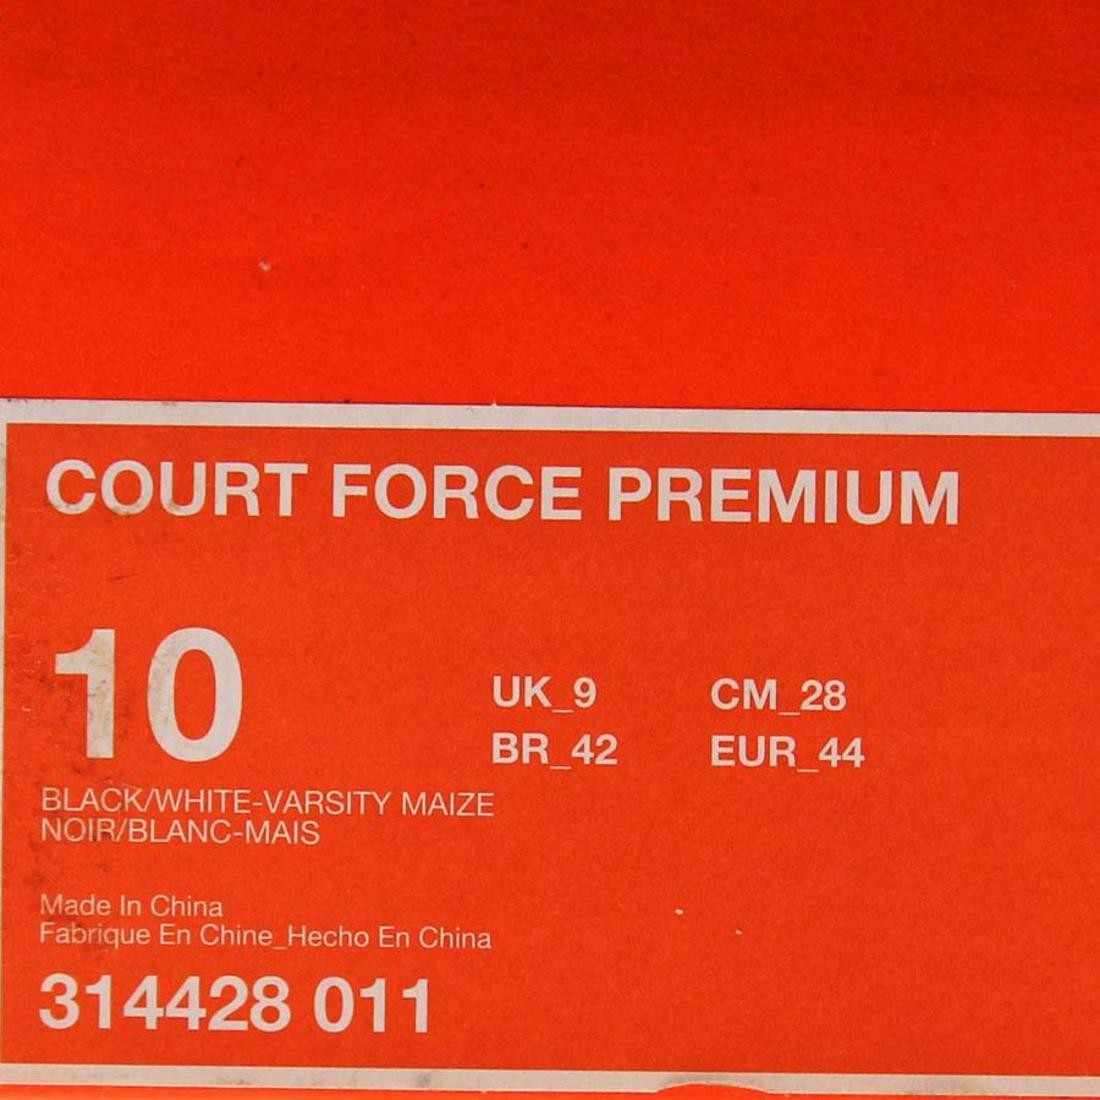 COURT FORCE PREMIUM
10
UK_9 CM_28
BR_42 EUR_44
BLACK/WHITE-VARSITY MAIZE
NOIR/BLANC-MAIS
Made In China
Fabrique En Chine_Hecho En China
314428 011